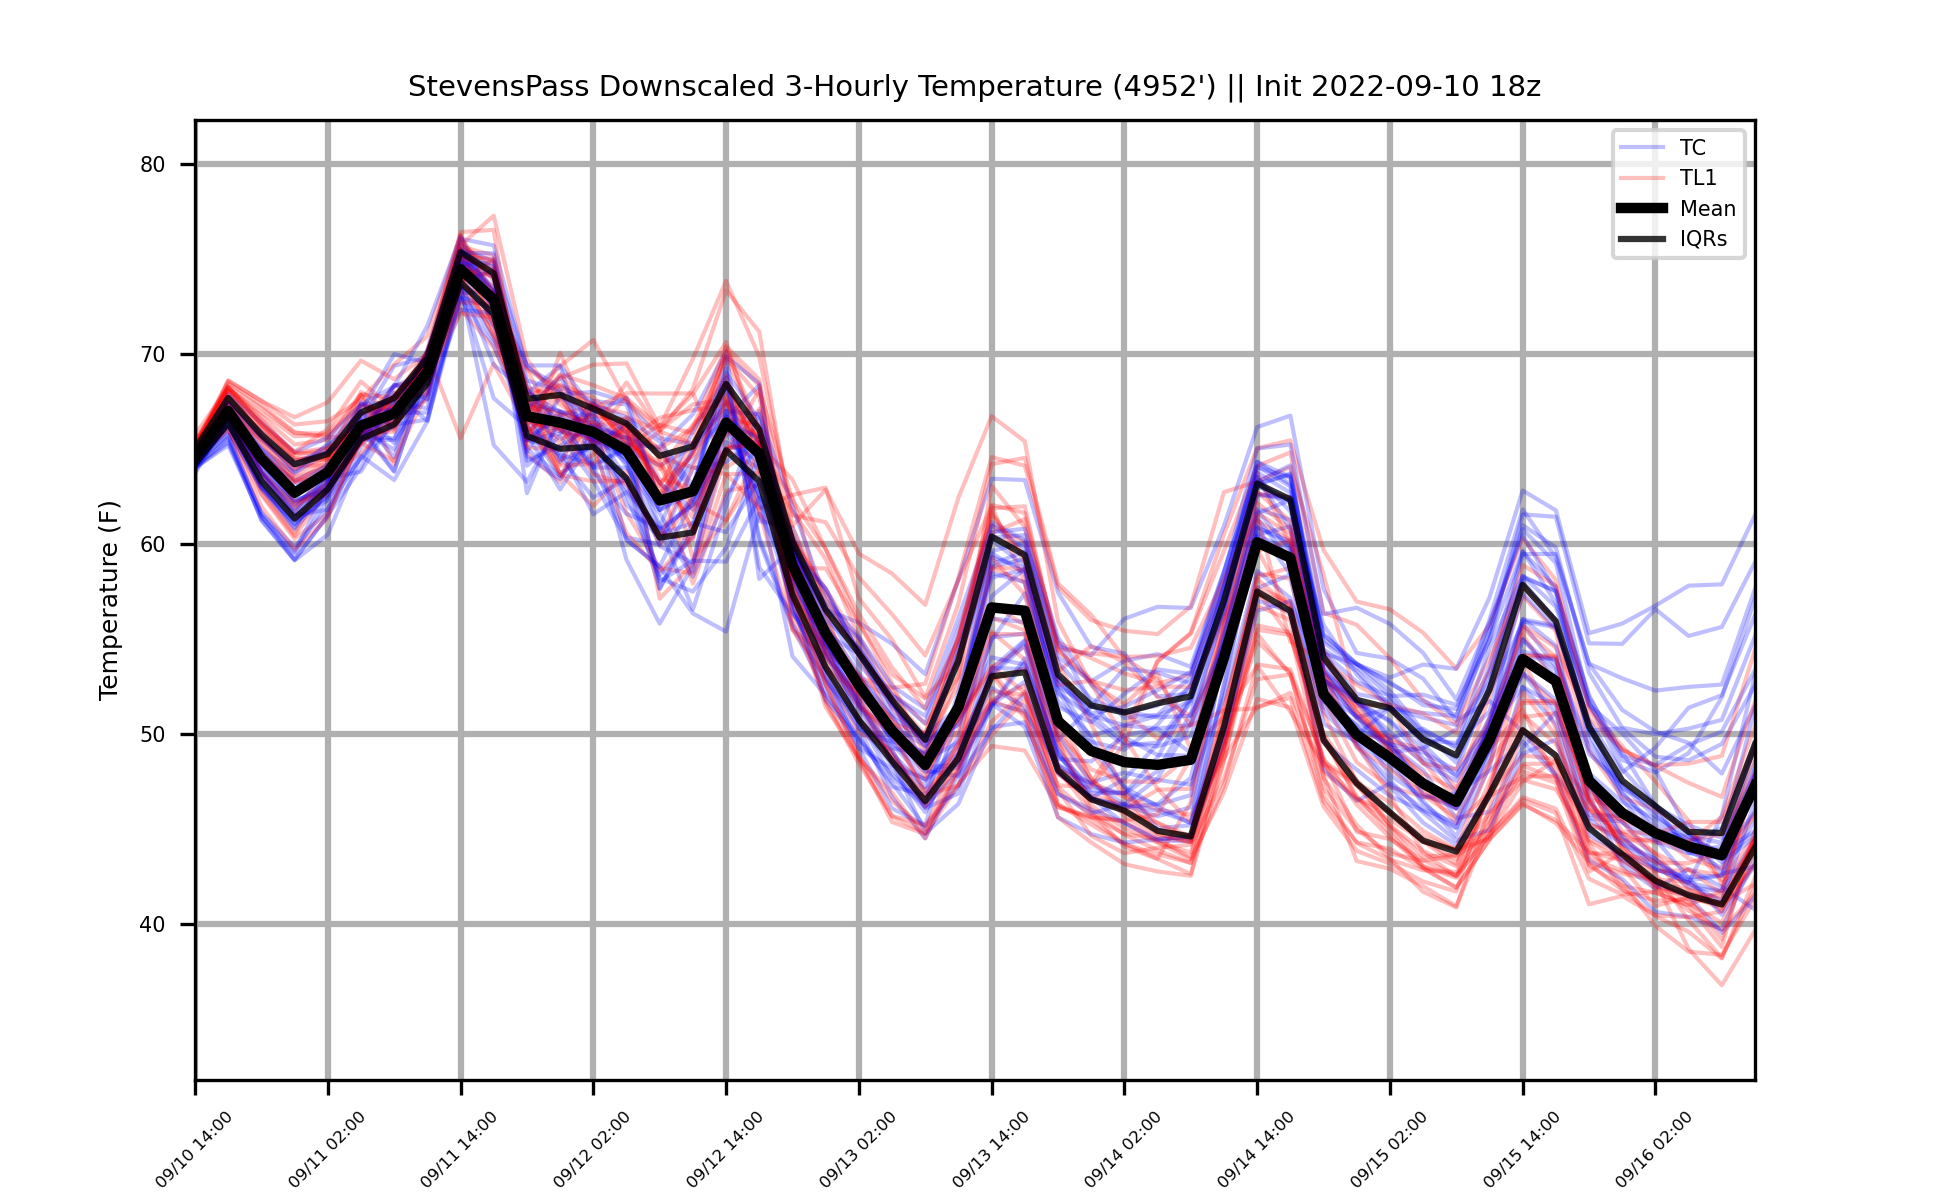 StevensPass Downscaled 3-Hourly Temperature (4952') || Init 2022-09-10 18z
TC
TL1
Mean
IQRs
Temperature (F)
80
70
60
50
40
09/10 14:00
09/11 02:00
09/11 14:00
09/12 02:00
09/12 14:00
09/13 02:00
09/13 14:00
09/14 02:00
09/14 14:00
09/15 02:00
09/15 14:00
09/16 02:00